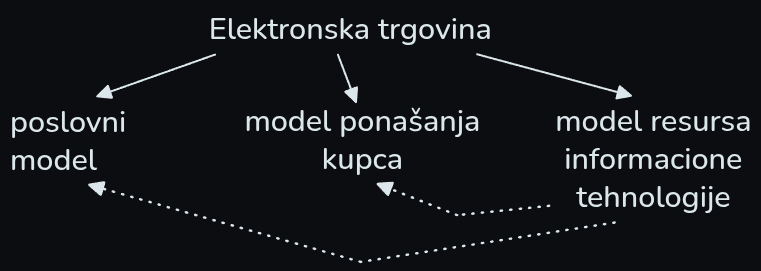 Elektronska trgovina
poslovni
model
model ponašanja
kupca
model resursa
informacione
tehnologije